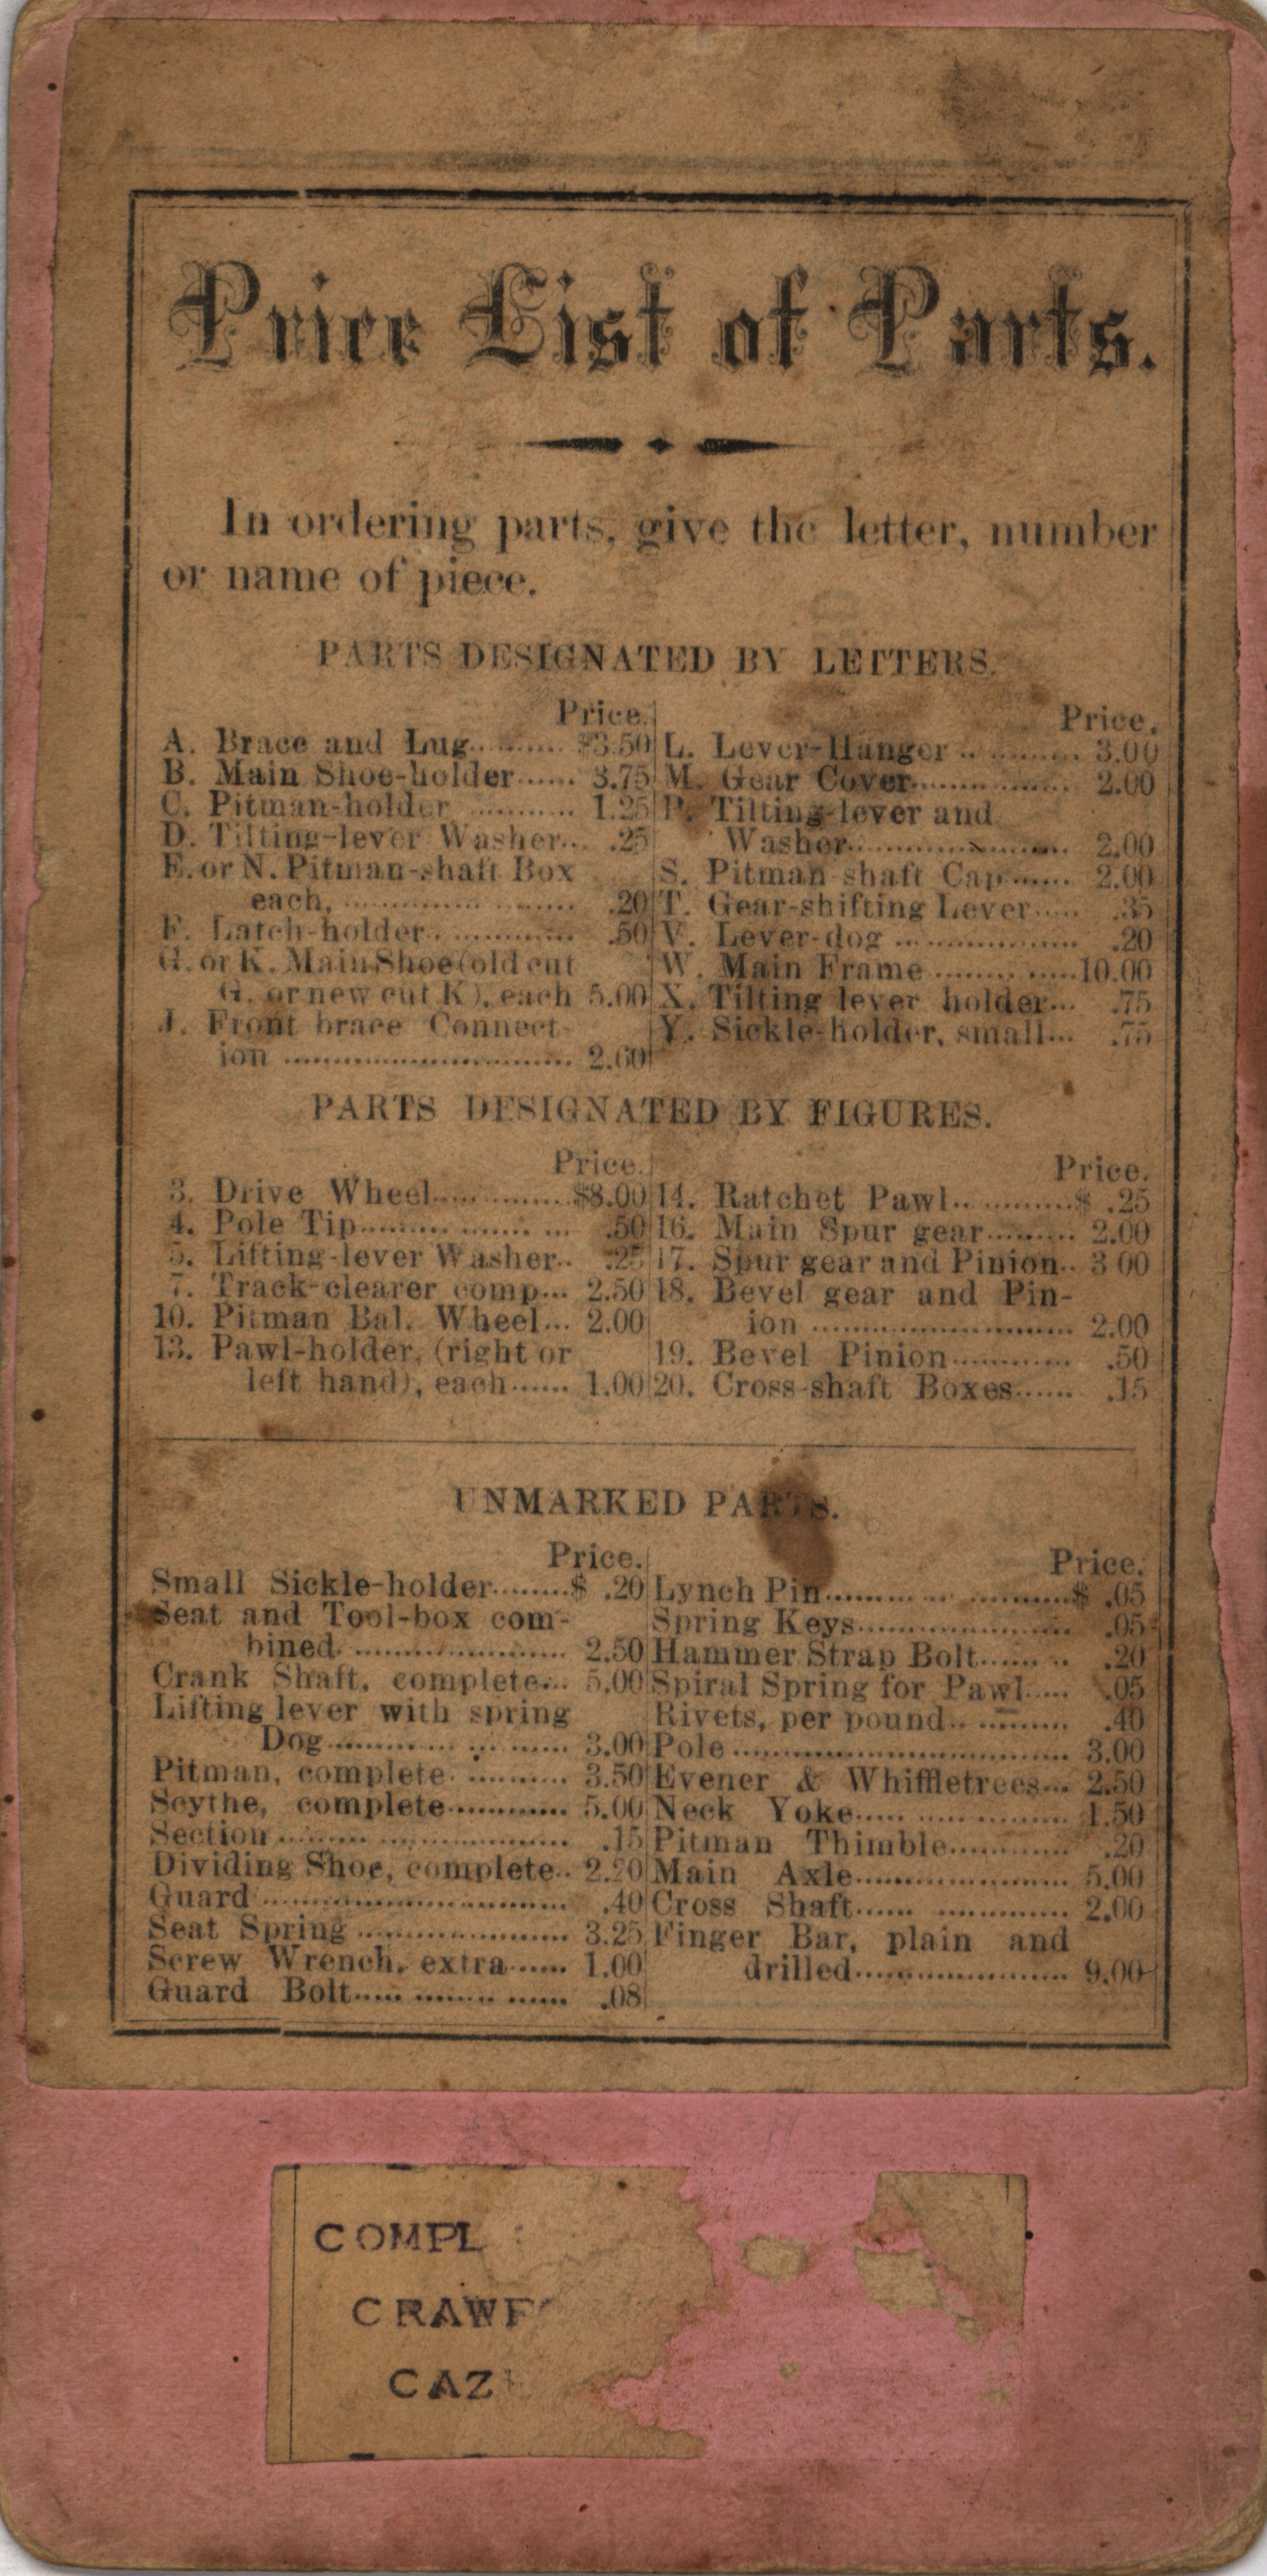 Price List of Parts.
In ordering parts, give the letter, number
or name of piece.
PARTS DESIGNATED BY LETTERS.
Price.
A. Brace and Lug.......... $3.50
B. Main Shoe-holder...... 3.75
C. Pitman-holder .......... 1.25
D. Tilting-lever Washer... .25
E. or N. Pitman-shaft Box
each, ........................ .20
F. Latch-holder.............. .50
G. or K. Main Shoe (old cut
G. or new cut K), each 5.00
J. Front brace Connect-
ion ............................ 2.60
Price.
L. Lever-Hanger ............ 3.00
M. Gear Cover................ 2.00
P. Tilting-lever and
Washer...................... 2.00
S. Pitman shaft Cap...... 2.00
T. Gear-shifting Lever..... .35
V. Lever-dog .................. .20
W. Main Frame .............10.00
X. Tilting lever holder... .75
Y. Sickle-holder, small... .75
PARTS DESIGNATED BY FIGURES.
Price.
3. Drive Wheel..............$8.00
4. Pole Tip..................... .50
5. Lifting-lever Washer.. .25
7. Track-clearer comp... 2.50
10. Pitman Bal. Wheel... 2.00
13. Pawl-holder, (right or
left hand), each...... 1.00
Price.
14. Ratchet Pawl............$ .25
16. Main Spur gear......... 2.00
17. Spur gear and Pinion.. 3 00
18. Bevel gear and Pin-
ion .......................... 2.00
19. Bevel Pinion............ .50
20. Cross-shaft Boxes...... .15
UNMARKED PARTS.
Price.
Small Sickle-holder........$ .20
Seat and Tool-box com-
bined. ..................... 2.50
Crank Shaft, complete... 5.00
Lifting lever with spring
Dog........................ 3.00
Pitman, complete .......... 3.50
Scythe, complete............ 5.00
Section............................ .15
Dividing Shoe, complete.. 2.20
Guard.............................. .40
Seat Spring ..................... 3.25
Screw Wrench, extra...... 1.00
Guard Bolt..................... .08
Price.
Lynch Pin........................$ .05
Spring Keys..................... .05
Hammer Strap Bolt......... .20
Spiral Spring for Pawl..... .05
Rivets, per pound............ .40
Pole................................. 3.00
Evener & Whiffletrees... 2.50
Neck Yoke..................... 1.50
Pitman Thimble............ .20
Main Axle..................... 5.00
Cross Shaft................... 2.00
Finger Bar, plain and
drilled..................... 9.00
COMPL
CRAWF
CAZ